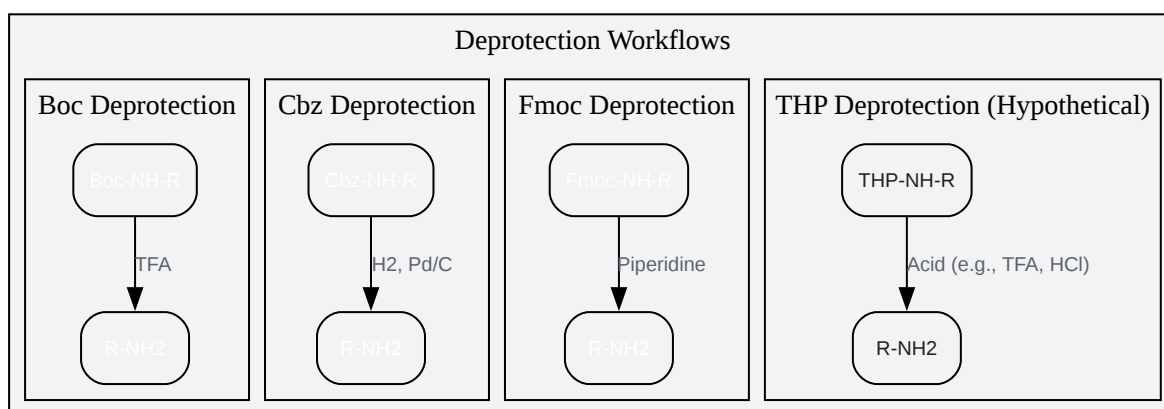 Deprotection Workflows
Boc Deprotection
Cbz Deprotection
Fmoc Deprotection
THP Deprotection (Hypothetical)
Boc-NH-R
Cbz-NH-R
Fmoc-NH-R
THP-NH-R
TFA
H2, Pd/C
Piperidine
Acid (e.g., TFA, HCl)
R-NH2
R-NH2
R-NH2
R-NH2